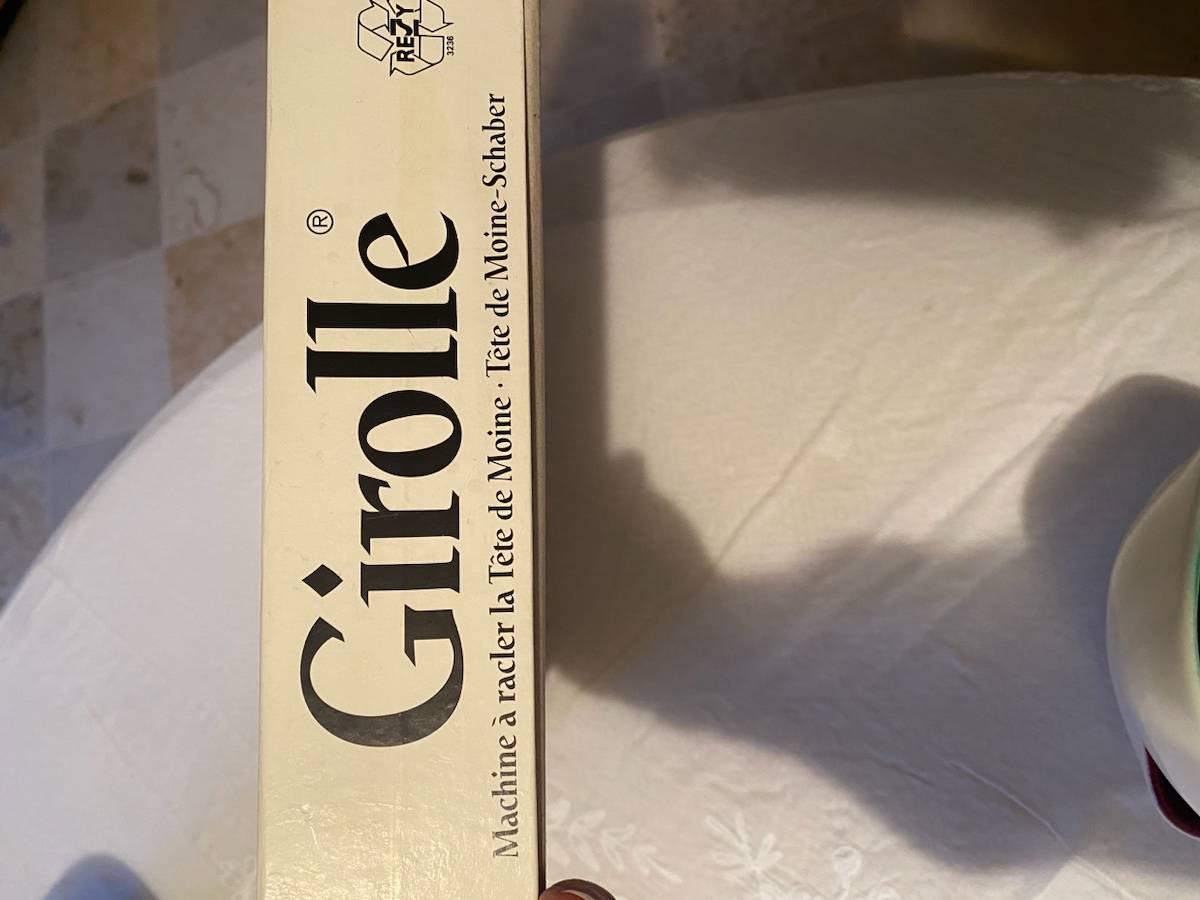 Girolle®
Machine à racler la Tête de Moine · Tête de Moine-Schaber
RESY
3236